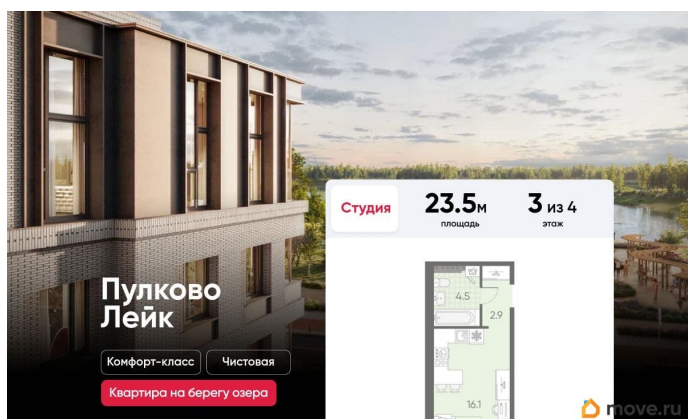 Студия
23.5м
площадь
3 из 4
этаж
4.5
2.9
16.1
Пулково
Лейк
Комфорт-класс
Чистовая
Квартира на берегу озера
move.ru